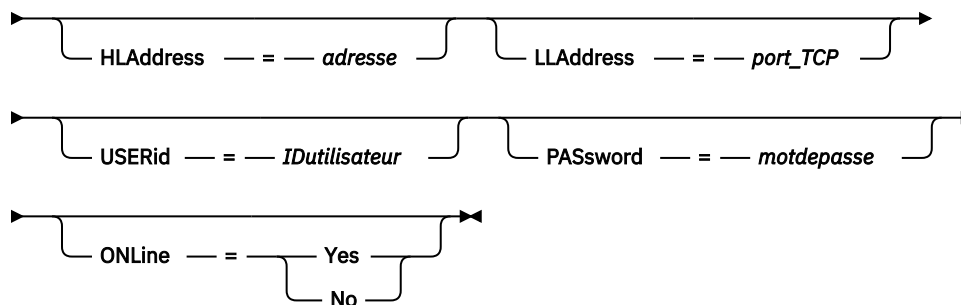 HLAddress = adresse LLAddress = port_TCP
USERid = IDutilisateur PASsword = motdepasse
ONLine = Yes
No